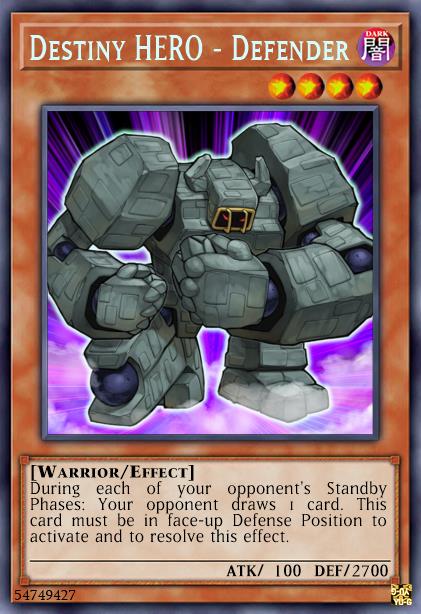 Destiny HERO - Defender
DARK
闇
[Warrior/Effect]
During each of your opponent's Standby
Phases: Your opponent draws 1 card. This
card must be in face-up Defense Position to
activate and to resolve this effect.
ATK/ 100 DEF/2700
54749427